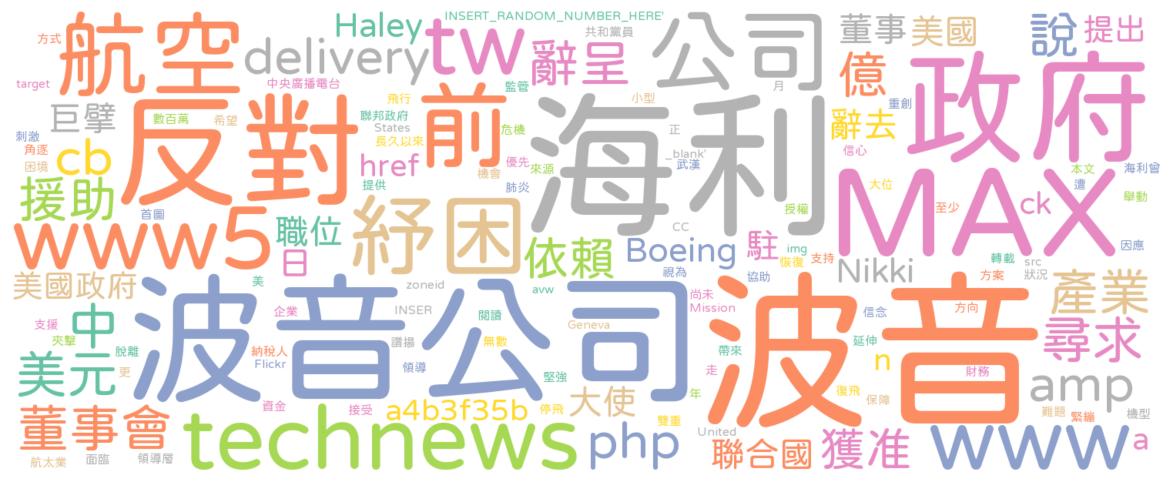 方式
航空
Haley
INSERT_RANDOM_NUMBER_HERE'
共和黨員
tw
delivery
辭呈
公司
董事
美國
說
提出
target
中央廣播電台
監管
億
政府
巨擘
數百萬
希望
飛行
聯邦政府
States
長久以來
前
小型
月
重創
辭去
刺激
角逐
困境
cb
反對
href
危機
優先
機會
來源
海利
正
_blank'
武漢
信心
海利曾
本文
遭
舉動
援助
首圖
提供
肺炎
授權
MAX
大位
至少
ck
www5
職位
日
紓困
依賴
Boeing
CC
駐
img
恢復
支持
轉載
src
狀況
因應
美國政府
美
zoneid
avw
視為
協助
Nikki
方案
產業
中
企業
INSER
閱讀
尚未
Mission
支援
夾擊
脫離
波音公司
Geneva
無數
波音
方向
信念
延伸
尋求
美元
更
納稅人
Flickr
讚揚
領導
堅強
帶來
走
n
財務
amp
董事會
資金
接受
a4b3f35b
停飛
大使
年
雙重
復飛
保障
難題
緊繃
機型
航太業
面臨
領導層
technews
php
United
聯合國
獲准
www
a